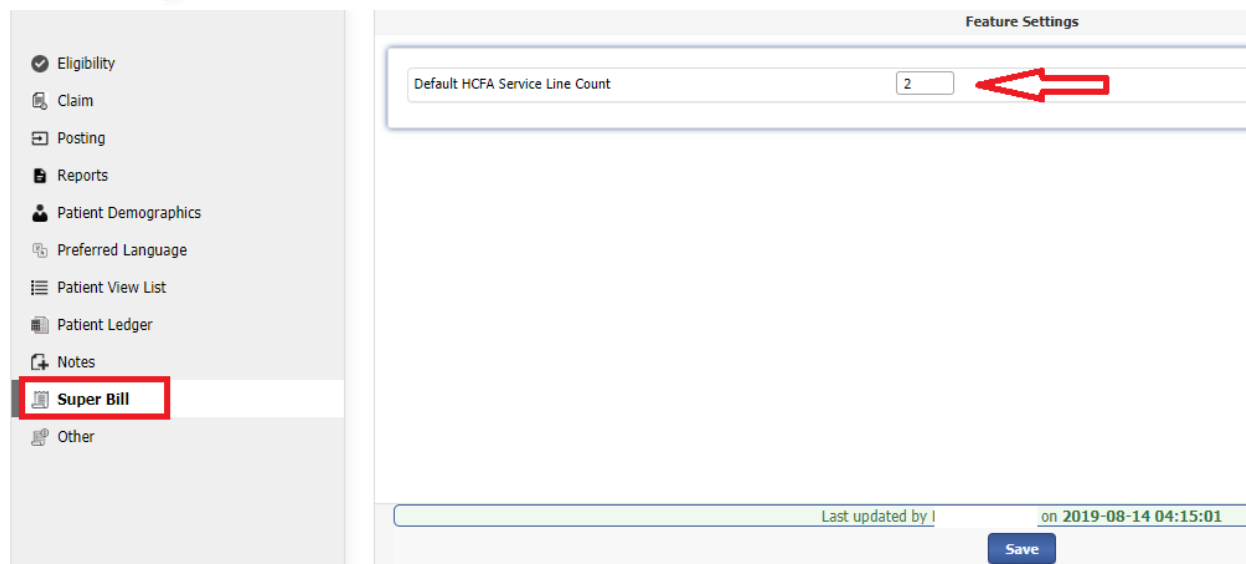 Feature Settings
Eligibility
Claim
Posting
Reports
Patient Demographics
Preferred Language
Patient View List
Patient Ledger
Notes
Super Bill
Other
Default HCFA Service Line Count 2
Last updated by on 2019-08-14 04:15:01
Save